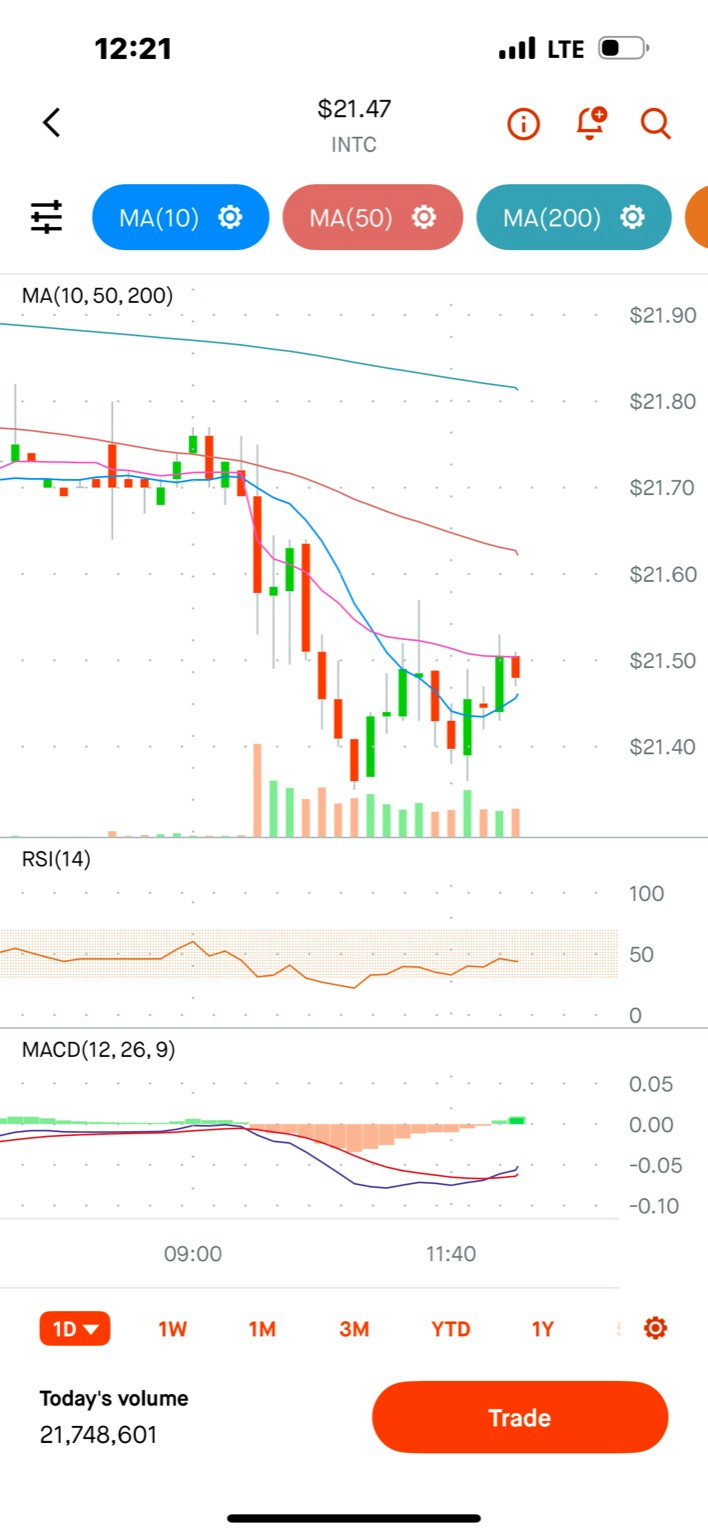 12:21
LTE
$21.47
INTC
MA(10)
MA(50)
MA(200)
MA(10,50,200)
$21.90
$21.80
$21.70
$21.60
$21.50
$21.40
RSI(14)
100
50
0
MACD(12,26,9)
0.05
0.00
-0.05
-0.10
09:00
11:40
1D
1W
1M
3M
YTD
1Y
Today's volume
21,748,601
Trade